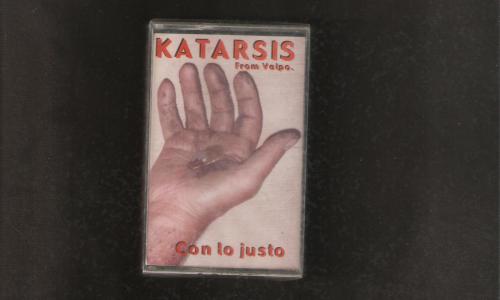 KATARSIS
From Valpo.
Con lo justo